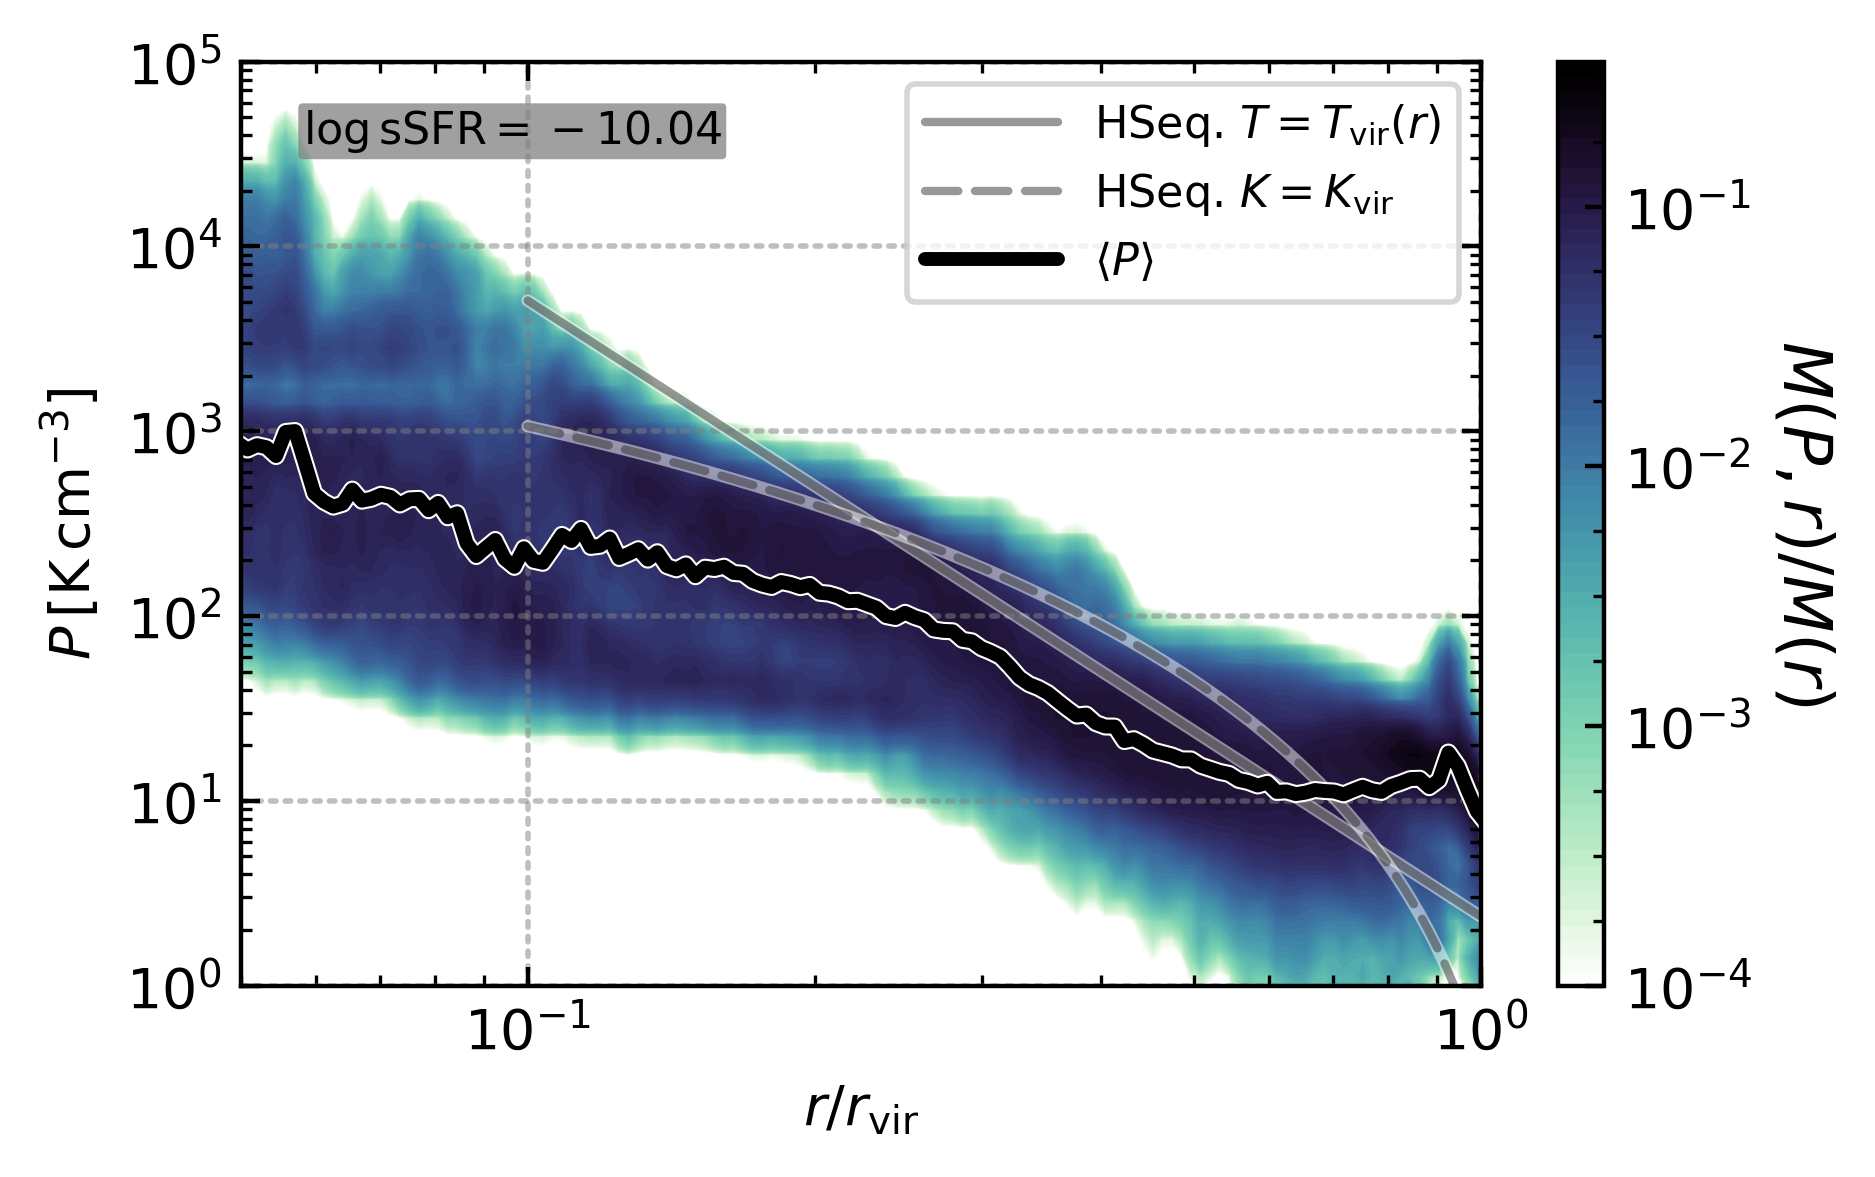 log sSFR = − 10.04
HSeq. T = T_vir(r)
HSeq. K = K_vir
⟨P⟩
10^5
10^4
10^3
10^2
10^1
10^0
P [K cm^−3]
10^−1
10^0
r/r_vir
10^−1
10^−2
10^−3
10^−4
M(P, r)/M(r)